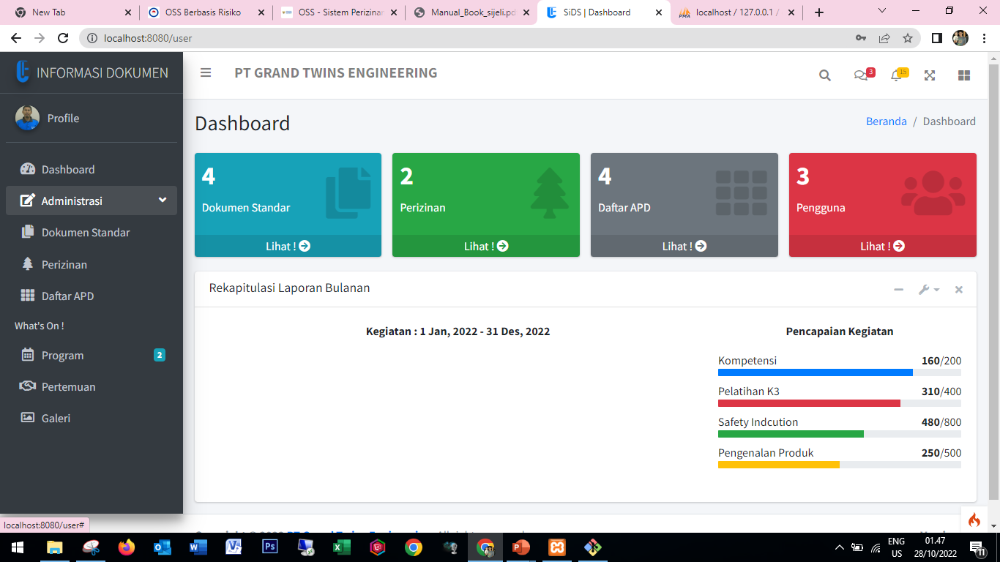 New Tab
OSS Berbasis Risiko
OSS - Sistem Perizinan
Manual_Book_sijeli.pd
SiDS | Dashboard
localhost / 127.0.0.1 /
localhost:8080/user
INFORMASI DOKUMEN
PT GRAND TWINS ENGINEERING
3
15
Profile
Dashboard
Beranda / Dashboard
Dashboard
Administrasi
Dokumen Standar
Perizinan
Daftar APD
What's On !
Program 2
Pertemuan
Galeri
4
Dokumen Standar
Lihat !
2
Perizinan
Lihat !
4
Daftar APD
Lihat !
3
Pengguna
Lihat !
Rekapitulasi Laporan Bulanan
Kegiatan : 1 Jan, 2022 - 31 Des, 2022
Pencapaian Kegiatan
Kompetensi 160/200
Pelatihan K3 310/400
Safety Indcution 480/800
Pengenalan Produk 250/500
localhost:8080/user#
ENG
US
01.47
28/10/2022
11